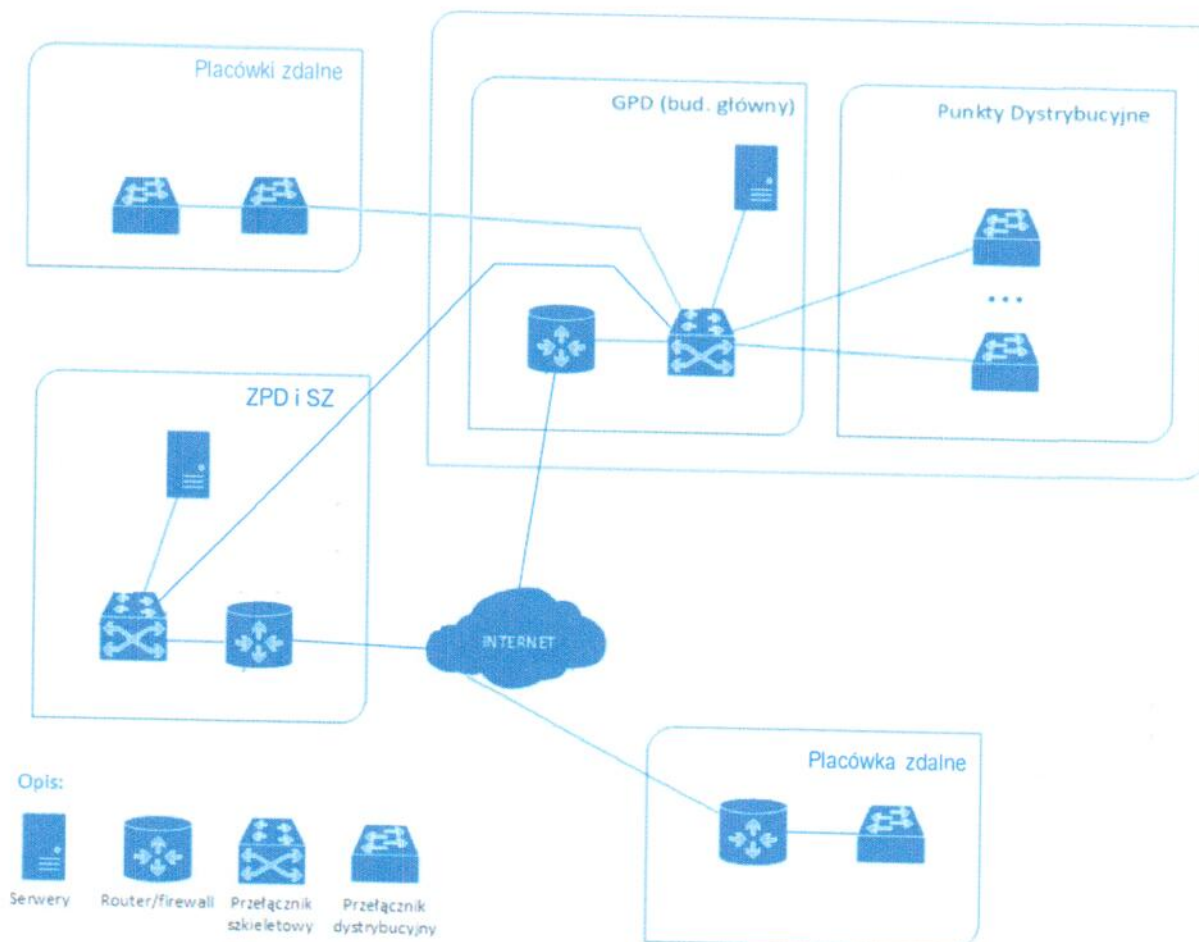 Placówki zdalne
GPD (bud. główny)
Punkty Dystrybucyjne
...
ZPD i SZ
INTERNET
Placówka zdalne
Opis:
Serwery
Router/firewall
Przełącznik
szkieletowy
Przełącznik
dystrybucyjny